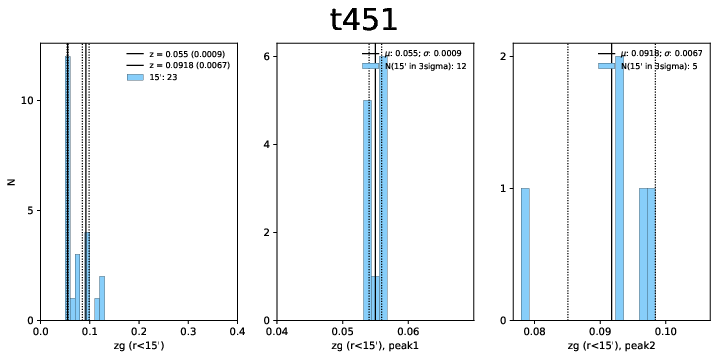 t451
z = 0.055 (0.0009)
z = 0.0918 (0.0067)
15': 23
N
10
5
0
0.0 0.1 0.2 0.3 0.4
zg (r<15')
μ: 0.055; σ: 0.0009
N(15' in 3sigma): 12
6
4
2
0
0.04 0.05 0.06
zg (r<15'), peak1
μ: 0.0918; σ: 0.0067
N(15' in 3sigma): 5
2
1
0
0.08 0.09 0.10
zg (r<15'), peak2